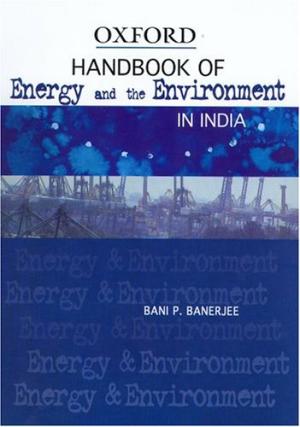 OXFORD
HANDBOOK OF
Energy and the Environment
IN INDIA
Energy & Environment
BANI P. BANERJEE
Energy & Environment
Energy & Environment
Energy & Environment
Energy & Environment